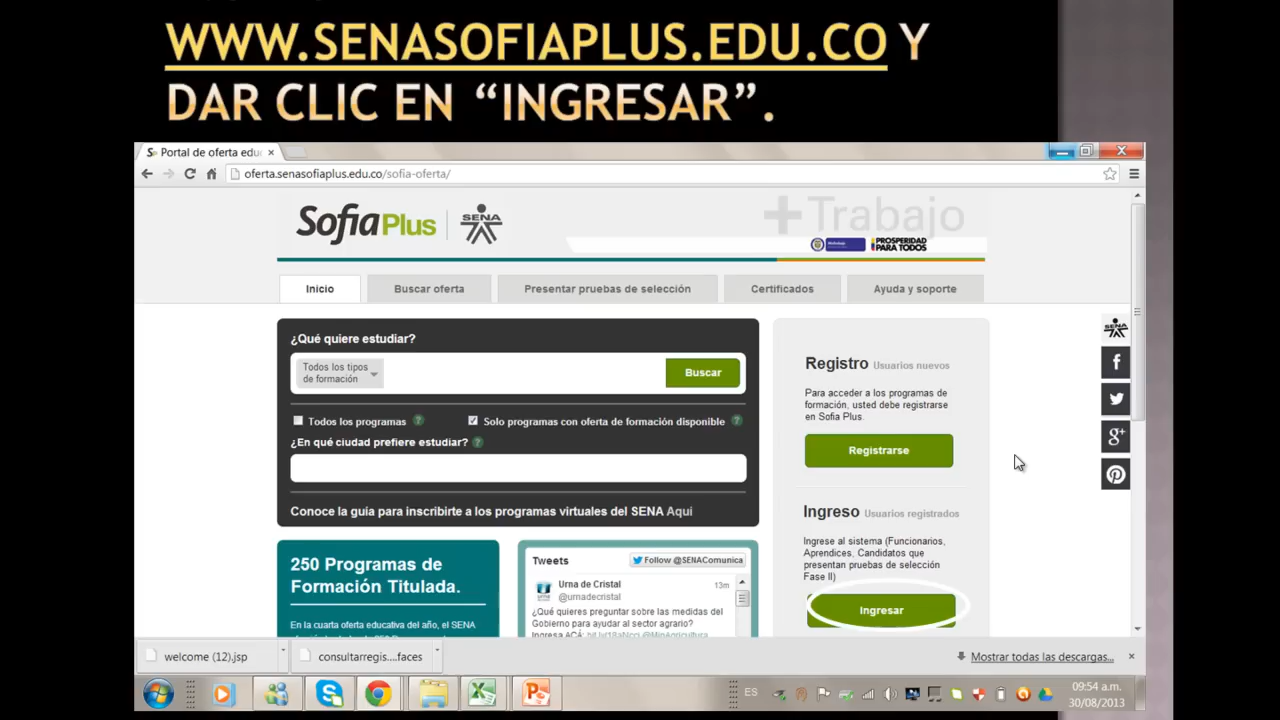 WWW.SENASOFIAPLUS.EDU.CO Y
DAR CLIC EN “INGRESAR”.
Portal de oferta edu
oferta.senasofiaplus.edu.co/sofia-oferta/
Sofia Plus SENA
+Trabajo
PROSPERIDAD
PARA TODOS
Inicio Buscar oferta Presentar pruebas de selección Certificados Ayuda y soporte
¿Qué quiere estudiar?
Todos los tipos
de formación
Buscar
Todos los programas ? Solo programas con oferta de formación disponible ?
¿En qué ciudad prefiere estudiar? ?
Conoce la guia para inscribirte a los programas virtuales del SENA Aqui
Registro Usuarios nuevos
Para acceder a los programas de
formación, usted debe registrarse
en Sofia Plus.
Registrarse
Ingreso Usuarios registrados
Ingrese al sistema (Funcionarios,
Aprendices, Candidatos que
presentan pruebas de selección
Fase II)
Ingresar
SENA
250 Programas de
Formación Titulada.
En la cuarta oferta educativa del año, el SENA
Tweets Follow @SENAComunica
Urna de Cristal 13m
@urnadecristal
¿Qué quieres preguntar sobre las medidas del
Gobierno para ayudar al sector agrario?
welcome (12).jsp consultarregis....faces Mostrar todas las descargas...
ES
09:54 a.m.
30/08/2013